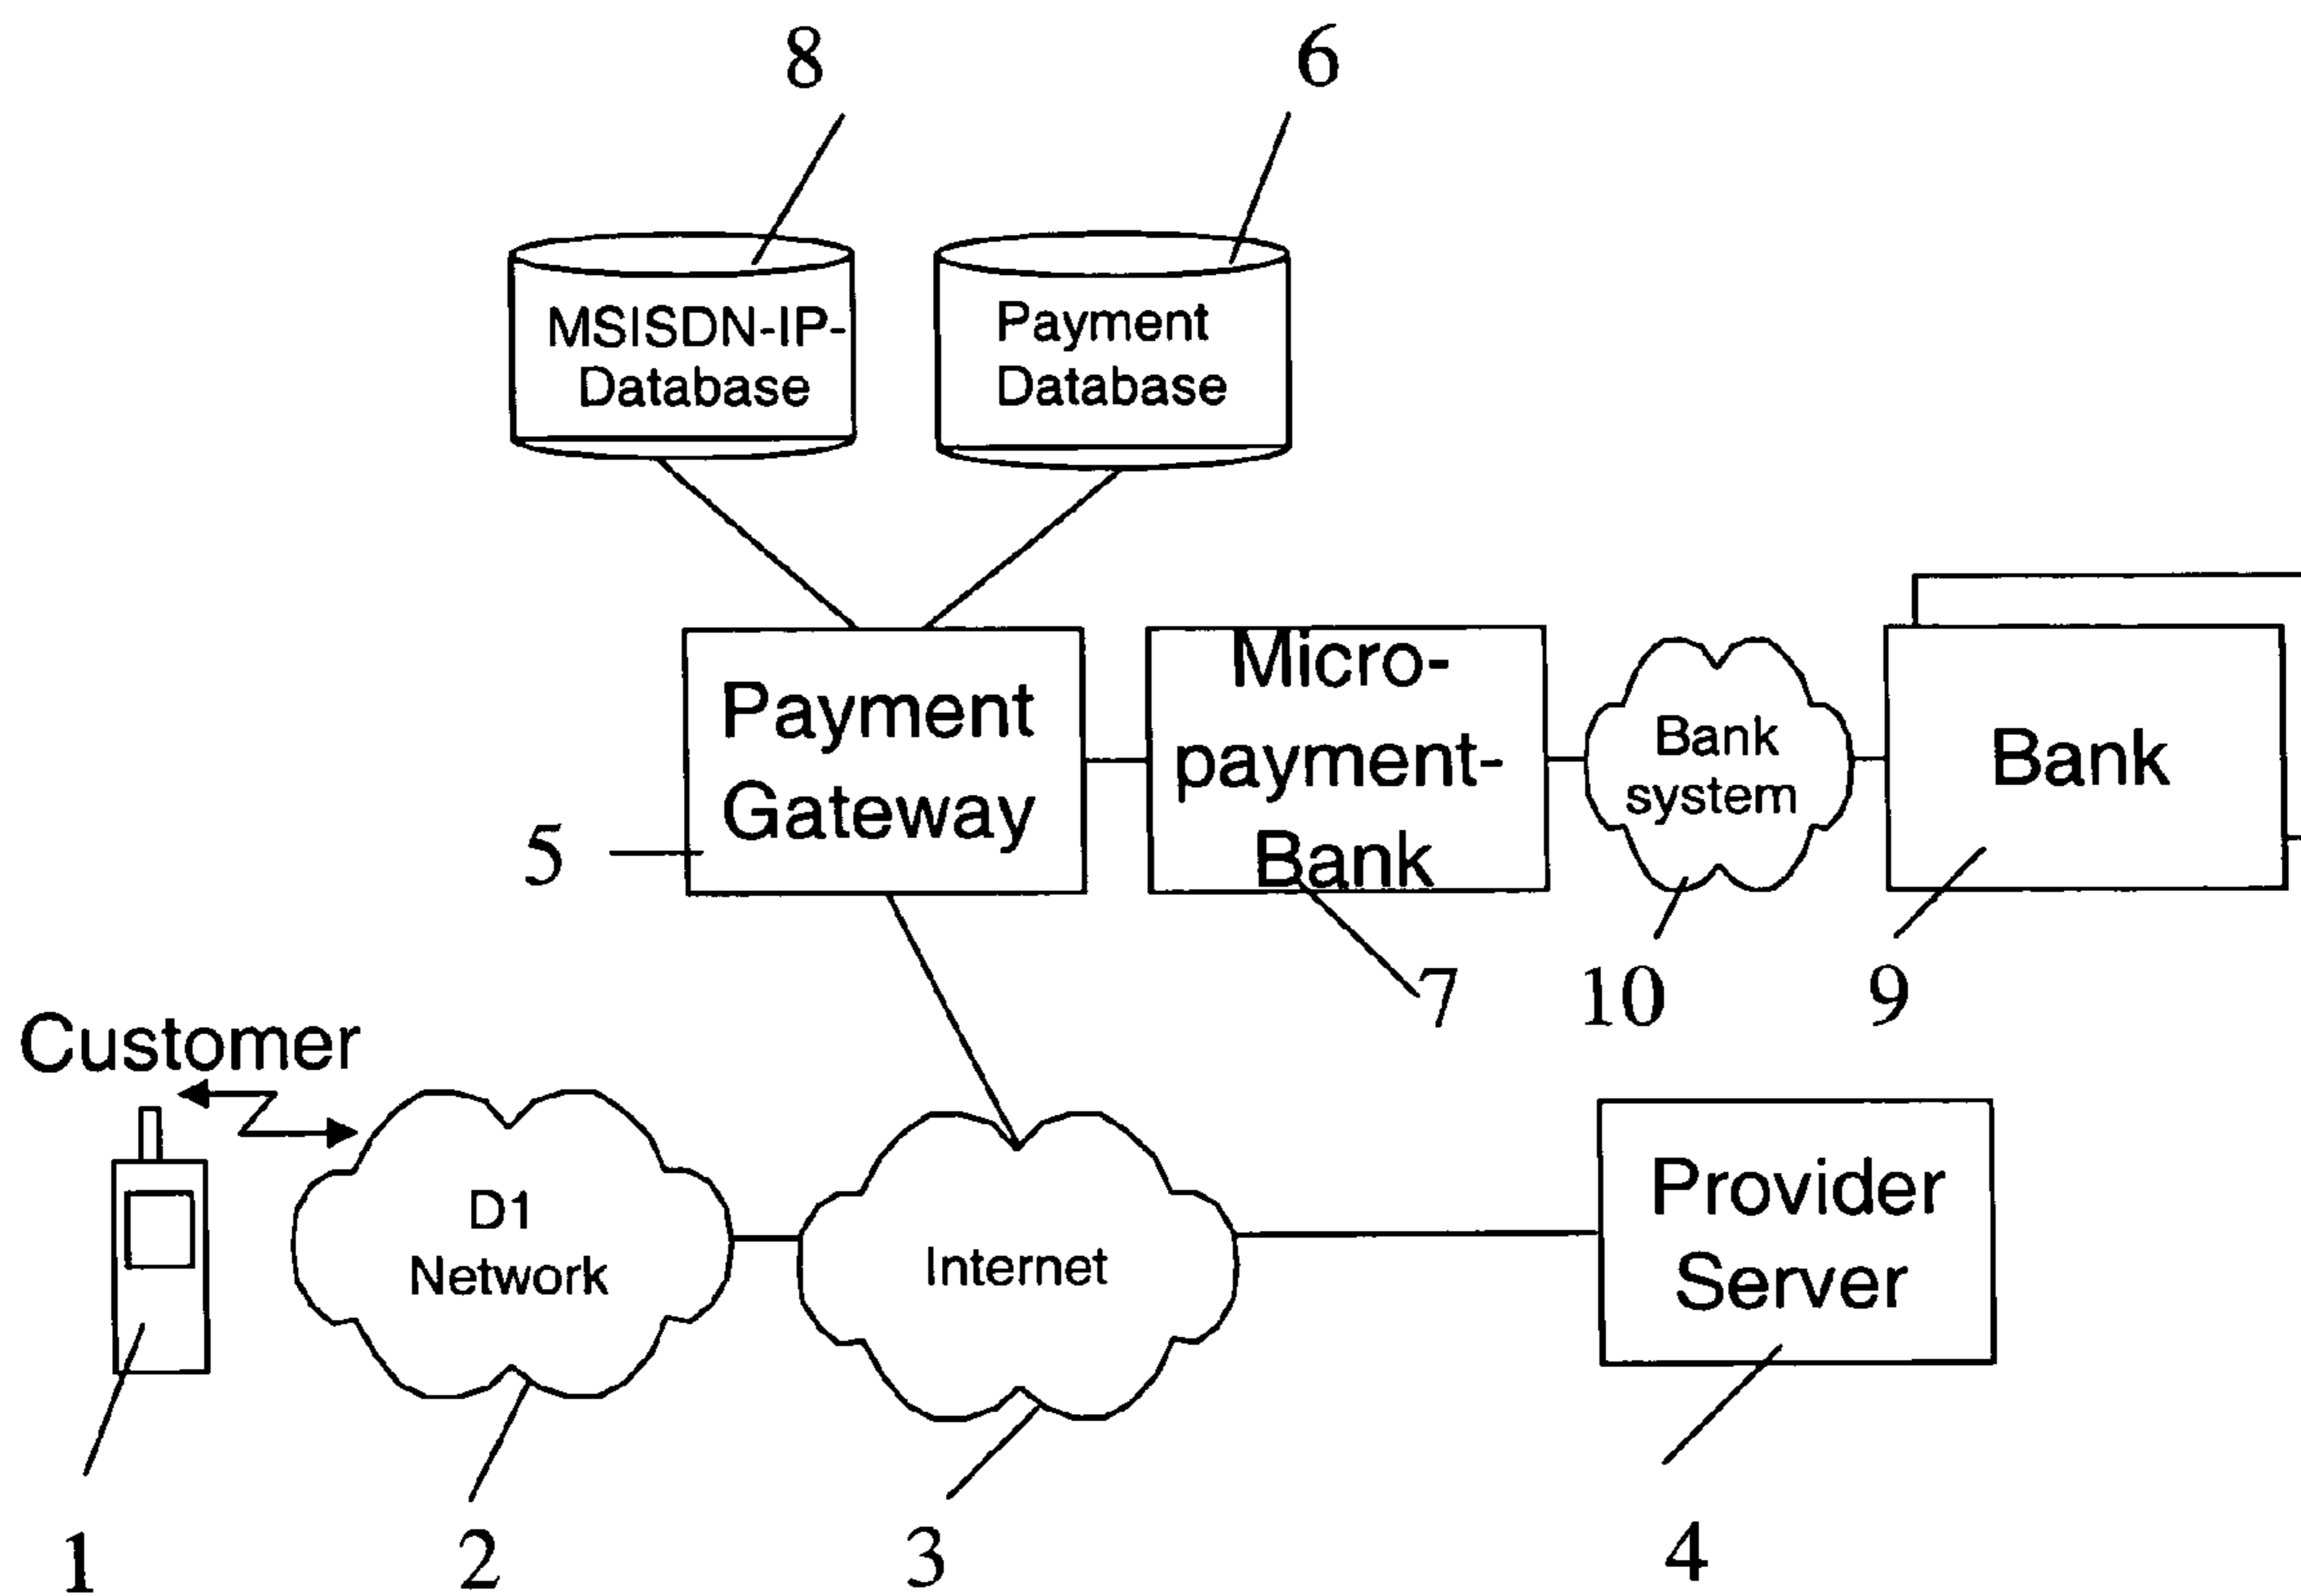 8
6
MSISDN-IP-
Database
Payment
Database
Payment
Gateway
5
Micro-
payment-
Bank
7
Bank
system
10
Bank
9
Customer
1
D1
Network
2
Internet
3
Provider
Server
4